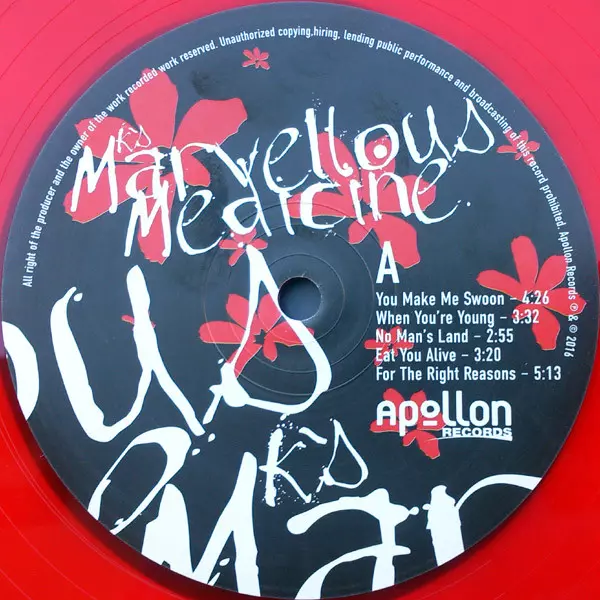 All right of the producer and the owner of the work recorded work reserved. Unauthorized copying,hiring, lending public performance and broadcasting of this record prohibited. Apollon Records ℗ & © 2016
Mk's
Marvellous
Medicine.
A
You Make Me Swoon – 4:26
When You're Young – 3:32
No Man's Land – 2:55
Eat You Alive – 3:20
For The Right Reasons – 5:13
Apollon
RECORDS
us
k's
Mar